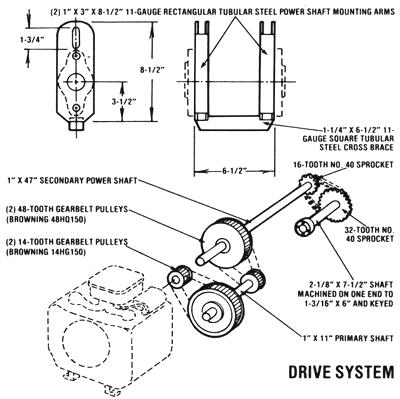 (2) 1" X 3" X 8-1/2" 11-GAUGE RECTANGULAR TUBULAR STEEL POWER SHAFT MOUNTING ARMS
1-3/4"
8-1/2"
3-1/2"
1-1/4" X 6-1/2" 11-
GAUGE SQUARE TUBULAR
STEEL CROSS BRACE
6-1/2"
16-TOOTH NO. 40 SPROCKET
1" X 47" SECONDARY POWER SHAFT
(2) 48-TOOTH GEARBELT PULLEYS
(BROWNING 48HQ150)
32-TOOTH NO.
40 SPROCKET
(2) 14-TOOTH GEARBELT PULLEYS
(BROWNING 14HG150)
2-1/8" X 7-1/2" SHAFT
MACHINED ON ONE END TO
1-3/16" X 6" AND KEYED
1" X 11" PRIMARY SHAFT
DRIVE SYSTEM